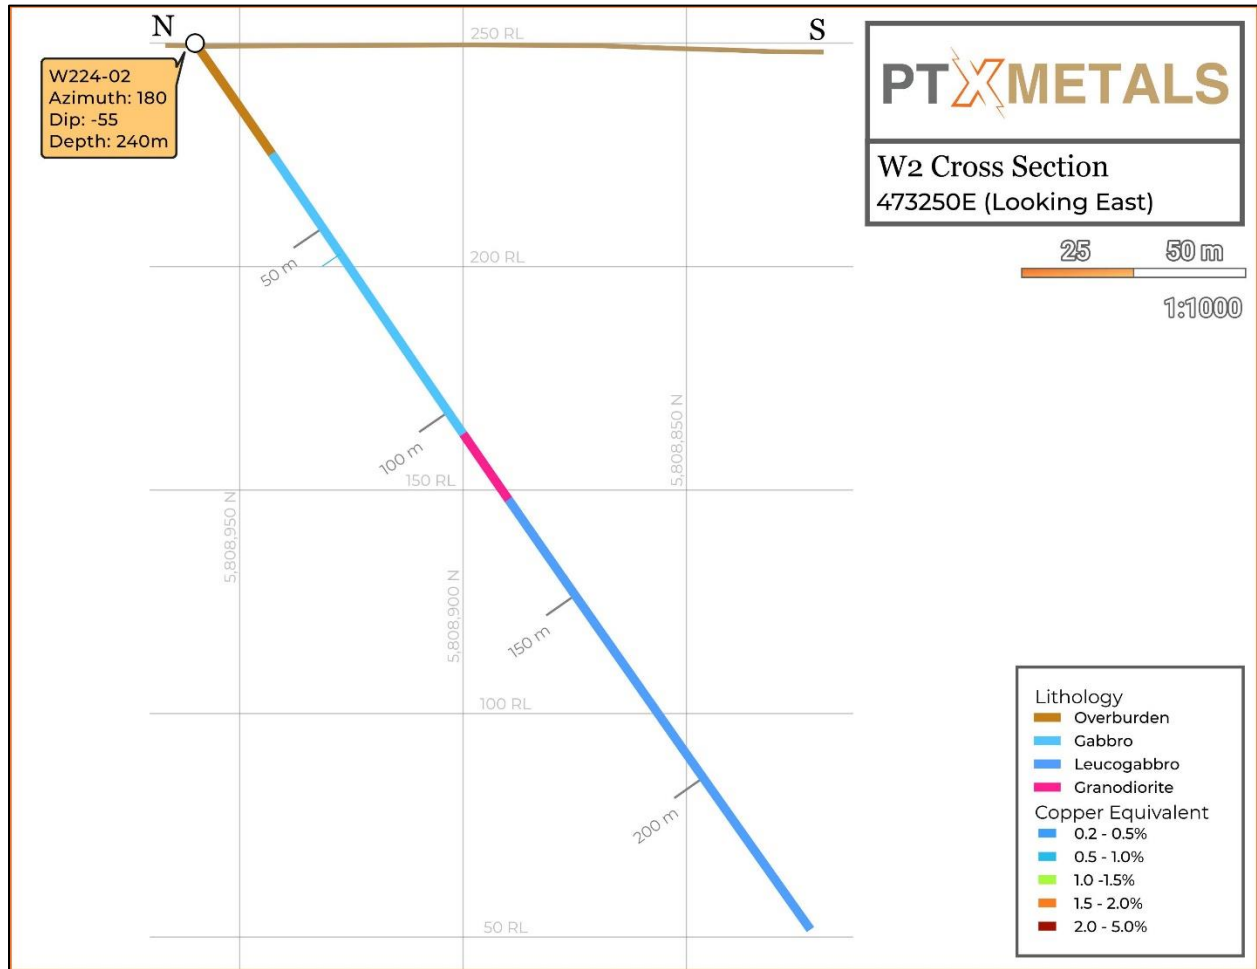 N
S
250 RL
W224-02
Azimuth: 180
Dip: -55
Depth: 240m
PTXMETALS
W2 Cross Section
473250E (Looking East)
25 50 m
1:1000
50 m
200 RL
100 m
150 RL
5,808,950 N
5,808,900 N
5,808,850 N
150 m
100 RL
200 m
50 RL
Lithology
Overburden
Gabbro
Leucogabbro
Granodiorite
Copper Equivalent
0.2 - 0.5%
0.5 - 1.0%
1.0 -1.5%
1.5 - 2.0%
2.0 - 5.0%